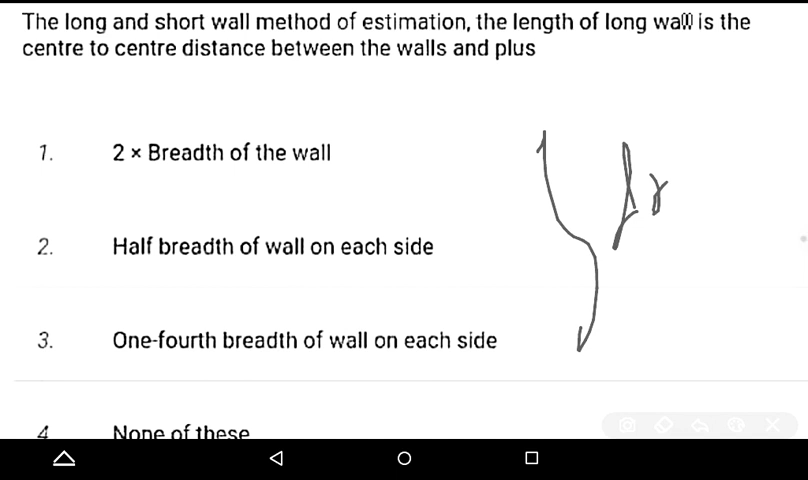 The long and short wall method of estimation, the length of long wall is the
centre to centre distance between the walls and plus
1. 2 × Breadth of the wall
2. Half breadth of wall on each side
3. One-fourth breadth of wall on each side
4 None of these